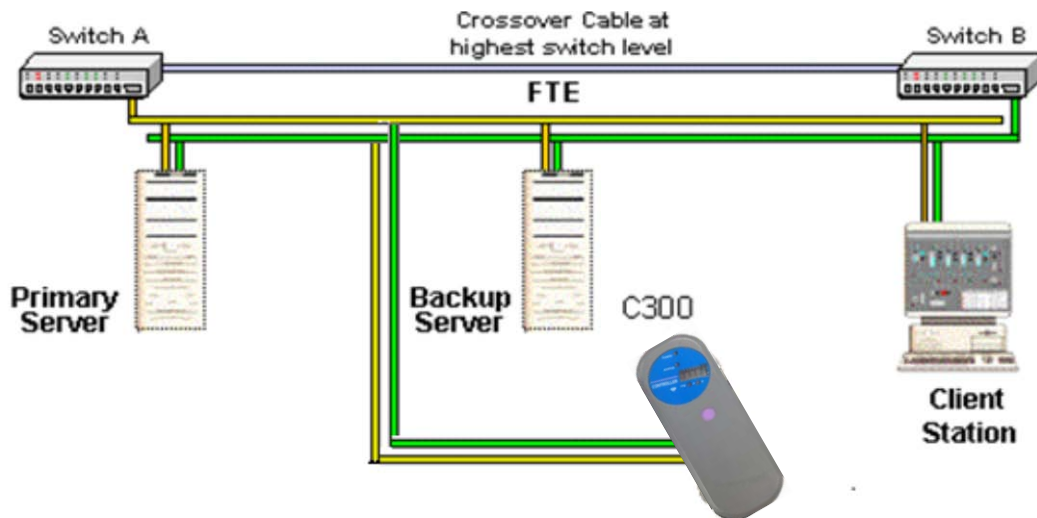 Switch A
Crossover Cable at
highest switch level
Switch B
FTE
Primary
Server
Backup
Server
C300
Client
Station